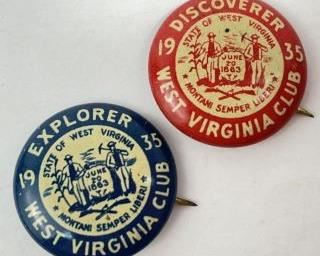 DISCOVERER
19 35
STATE OF WEST VIRGINIA
JUNE
20
1863
MONTANI SEMPER LIBERI
WEST VIRGINIA CLUB
EXPLORER
19 35
STATE OF WEST VIRGINIA
JUNE
20
1863
MONTANI SEMPER LIBERI
WEST VIRGINIA CLUB